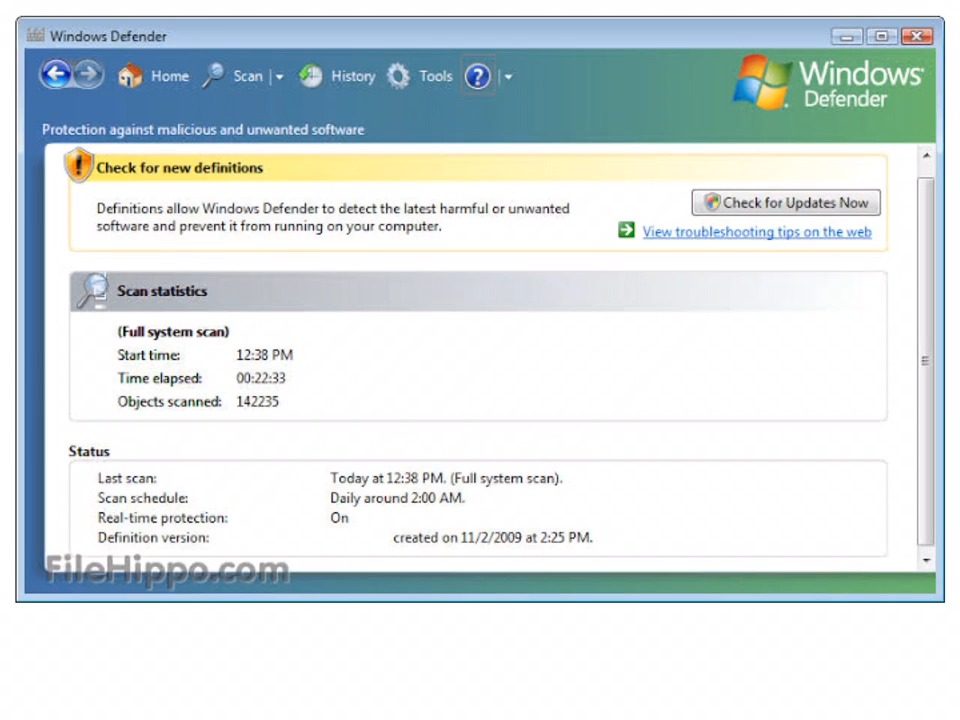 Windows Defender
Home Scan History Tools
Windows
Defender
Protection against malicious and unwanted software
Check for new definitions
Definitions allow Windows Defender to detect the latest harmful or unwanted
software and prevent it from running on your computer.
Check for Updates Now
View troubleshooting tips on the web
Scan statistics
(Full system scan)
Start time: 12:38 PM
Time elapsed: 00:22:33
Objects scanned: 142235
Status
Last scan: Today at 12:38 PM. (Full system scan).
Scan schedule: Daily around 2:00 AM.
Real-time protection: On
Definition version: created on 11/2/2009 at 2:25 PM.
FileHippo.com